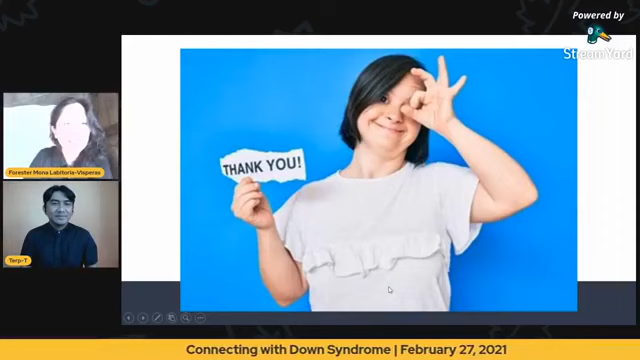 Powered by
StreamYard
THANK YOU!
Forester Mona Labitoria-Visperas
Terp-T
Connecting with Down Syndrome | February 27, 2021